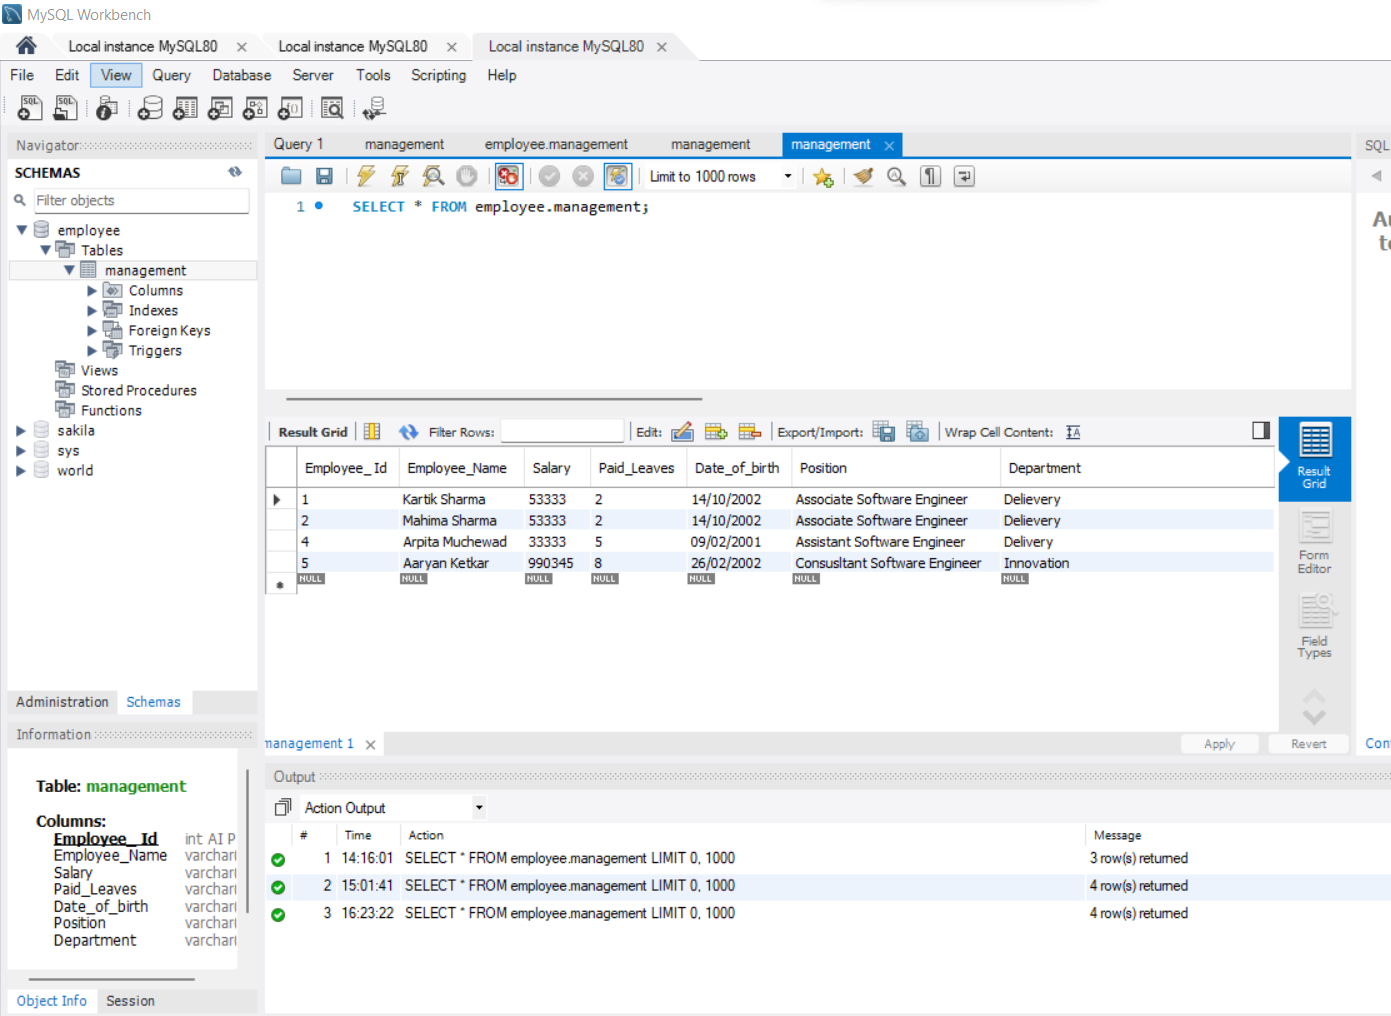 MySQL Workbench
Local instance MySQL80 Local instance MySQL80 Local instance MySQL80
File Edit View Query Database Server Tools Scripting Help
Navigator
SCHEMAS
Filter objects
employee
Tables
management
Columns
Indexes
Foreign Keys
Triggers
Views
Stored Procedures
Functions
sakila
sys
world
Administration Schemas
Information
Table: management
Columns:
Employee_ Id int AI P
Employee_Name varchar(
Salary varchar(
Paid_Leaves varchar(
Date_of_birth varchar(
Position varchar(
Department varchar(
Object Info Session
Query 1 management employee.management management management
Limit to 1000 rows
1 SELECT * FROM employee.management;
Result Grid Filter Rows: Edit: Export/Import: Wrap Cell Content:
Employee_ Id Employee_Name Salary Paid_Leaves Date_of_birth Position Department
1 Kartik Sharma 53333 2 14/10/2002 Associate Software Engineer Delievery
2 Mahima Sharma 53333 2 14/10/2002 Associate Software Engineer Delievery
4 Arpita Muchewad 33333 5 09/02/2001 Assistant Software Engineer Delivery
5 Aaryan Ketkar 990345 8 26/02/2002 Consusltant Software Engineer Innovation
NULL NULL NULL NULL NULL NULL NULL
Result
Grid
Form
Editor
Field
Types
management 1 Apply Revert
Output
Action Output
# Time Action Message
1 14:16:01 SELECT * FROM employee.management LIMIT 0, 1000 3 row(s) returned
2 15:01:41 SELECT * FROM employee.management LIMIT 0, 1000 4 row(s) returned
3 16:23:22 SELECT * FROM employee.management LIMIT 0, 1000 4 row(s) returned
SQL